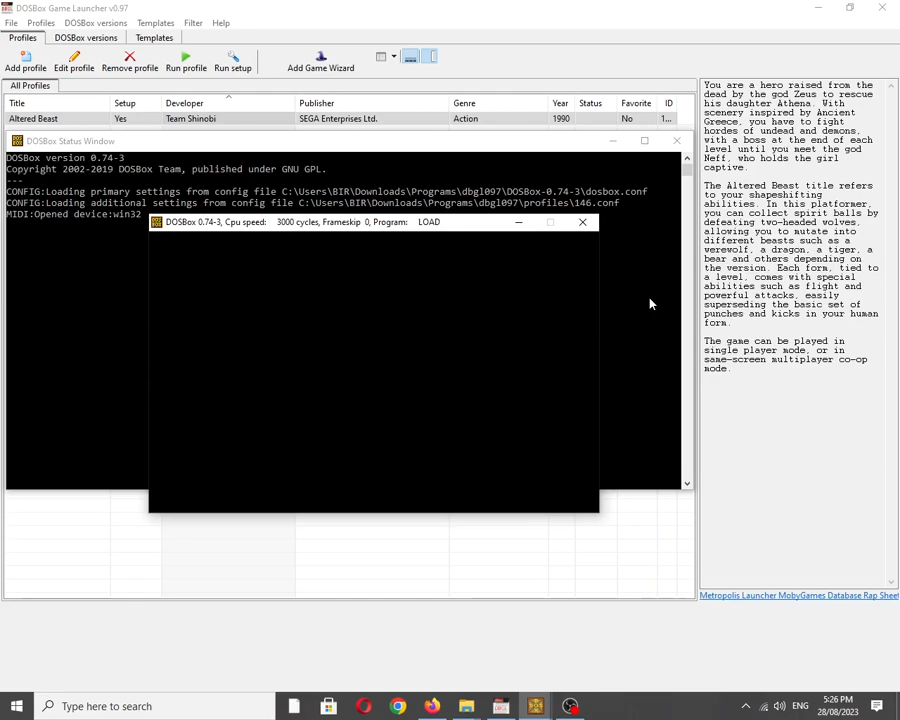 DOSBox Game Launcher v0.97
File Profiles DOSBox versions Templates Filter Help
Profiles DOSBox versions Templates
Add profile Edit profile Remove profile Run profile Run setup Add Game Wizard
All Profiles
Title Setup Developer Publisher Genre Year Status Favorite ID
Altered Beast Yes Team Shinobi SEGA Enterprises Ltd. Action 1990 No 1...
DOSBox Status Window
DOSBox version 0.74-3
Copyright 2002-2019 DOSBox Team, published under GNU GPL.
---
CONFIG:Loading primary settings from config file C:\Users\BIR\Downloads\Programs\dbgl097\DOSBox-0.74-3\dosbox.conf
CONFIG:Loading additional settings from config file C:\Users\BIR\Downloads\Programs\dbgl097\profiles\146.conf
MIDI:Opened device:win32
DOSBox 0.74-3, Cpu speed: 3000 cycles, Frameskip 0, Program: LOAD
You are a hero raised from the
dead by the god Zeus to rescue
his daughter Athena. With
scenery inspired by Ancient
Greece, you have to fight
hordes of undead and demons,
with a boss at the end of each
level until you meet the god
Neff, who holds the girl
captive.
The Altered Beast title refers
to your shapeshifting
abilities. In this platformer,
you can collect spirit balls by
defeating two-headed wolves,
allowing you to mutate into
different beasts such as a
werewolf, a dragon, a tiger, a
bear and others depending on
the version. Each form, tied to
a level, comes with special
abilities such as flight and
powerful attacks, easily
superseding the basic set of
punches and kicks in your human
form.
The game can be played in
single player mode, or in
same-screen multiplayer co-op
mode.
Metropolis Launcher MobyGames Database Rap Sheet
Type here to search
ENG
5:26 PM
28/08/2023